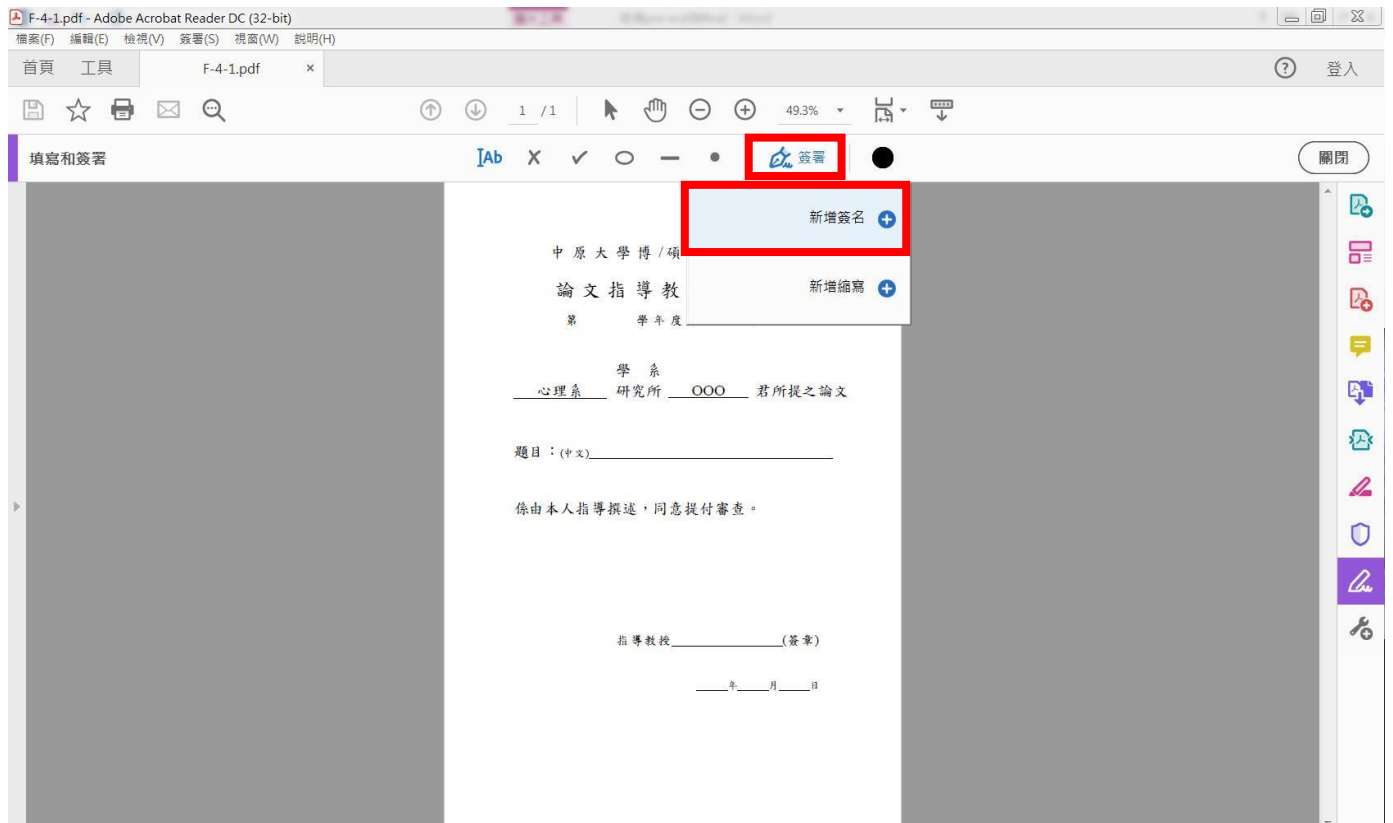 F-4-1.pdf - Adobe Acrobat Reader DC (32-bit)
檔案(F) 編輯(E) 檢視(V) 簽署(S) 視窗(W) 說明(H)
首頁 工具 F-4-1.pdf × ? 登入
1 / 1 49.3%
填寫和簽署 Ab 簽署 關閉
新增簽名
中原大學博/碩
新增縮寫
論文指導教
第 學年度
學系
心理系 研究所 OOO 君所提之論文
題目：(中文)
係由本人指導撰述，同意提付審查。
指導教授 (簽章)
年 月 日